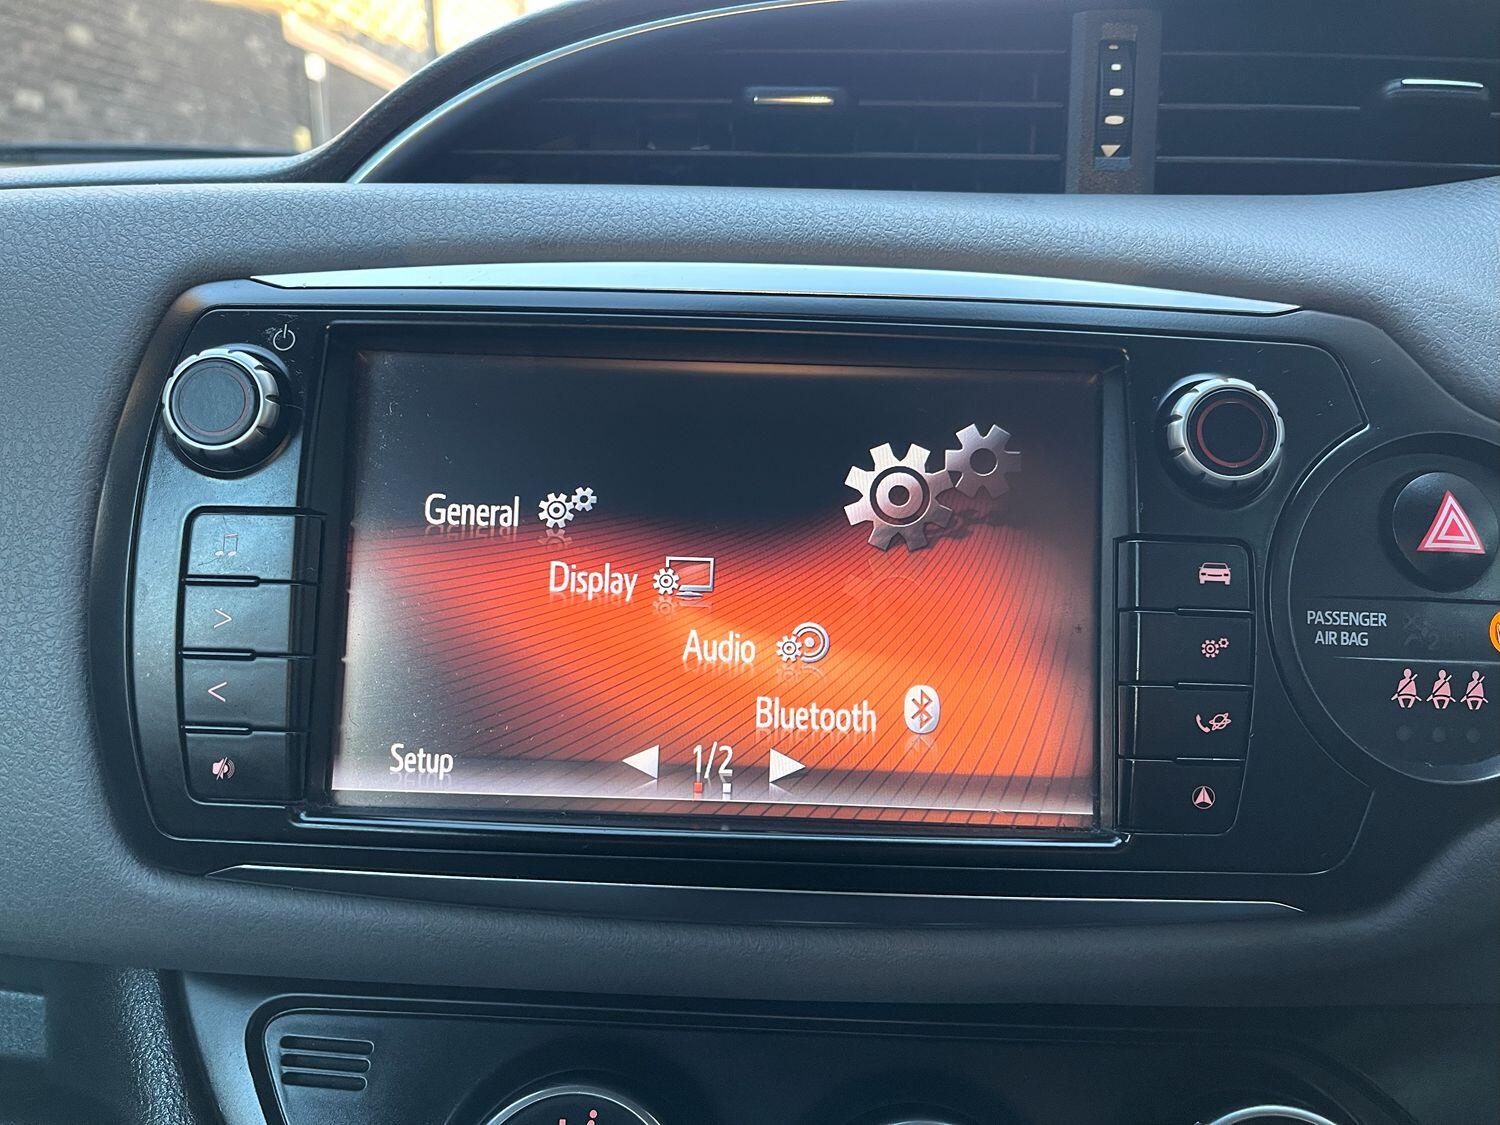 General
Display
Audio
Bluetooth
Setup
1/2
PASSENGER
AIR BAG